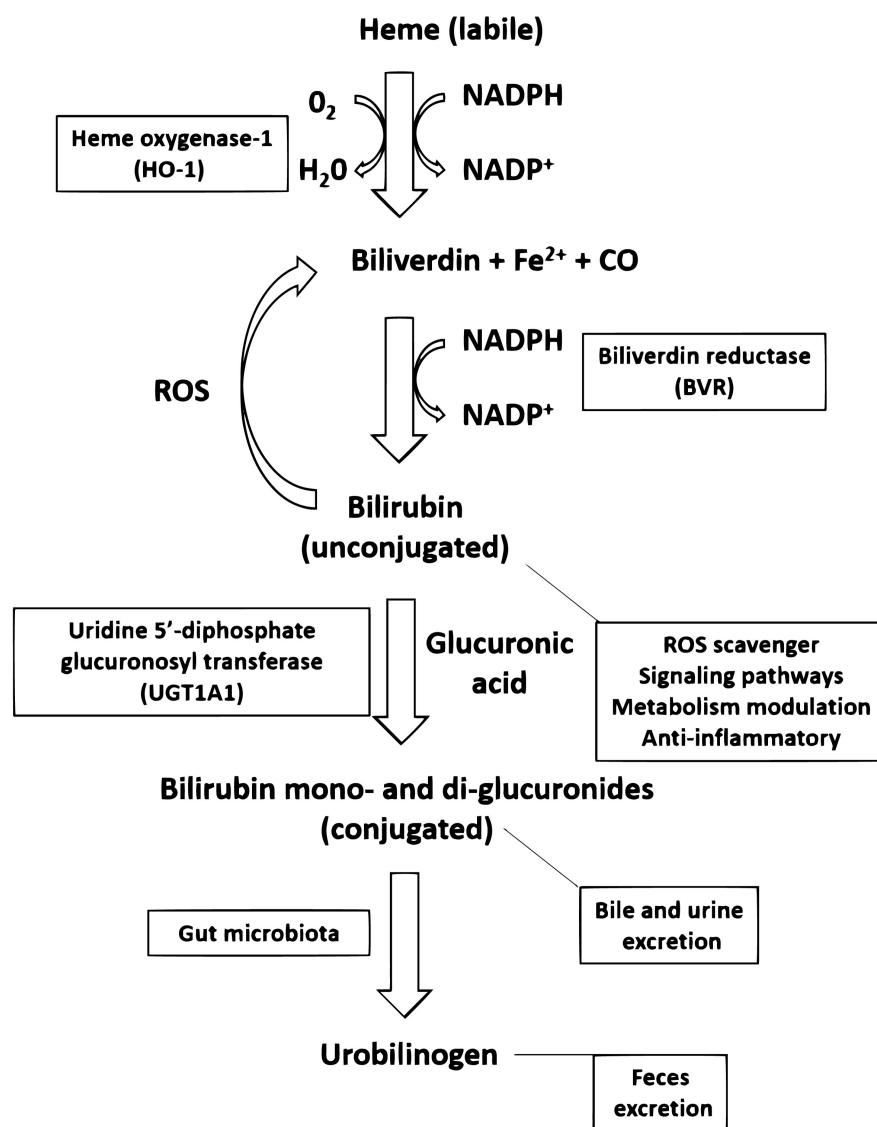 Heme (labile)
0₂
NADPH
Heme oxygenase-1
(HO-1)
H₂0
NADP⁺
Biliverdin + Fe²⁺ + CO
ROS
NADPH
Biliverdin reductase
(BVR)
NADP⁺
Bilirubin
(unconjugated)
Uridine 5’-diphosphate
glucuronosyl transferase
(UGT1A1)
Glucuronic
acid
ROS scavenger
Signaling pathways
Metabolism modulation
Anti-inflammatory
Bilirubin mono- and di-glucuronides
(conjugated)
Gut microbiota
Bile and urine
excretion
Urobilinogen
Feces
excretion